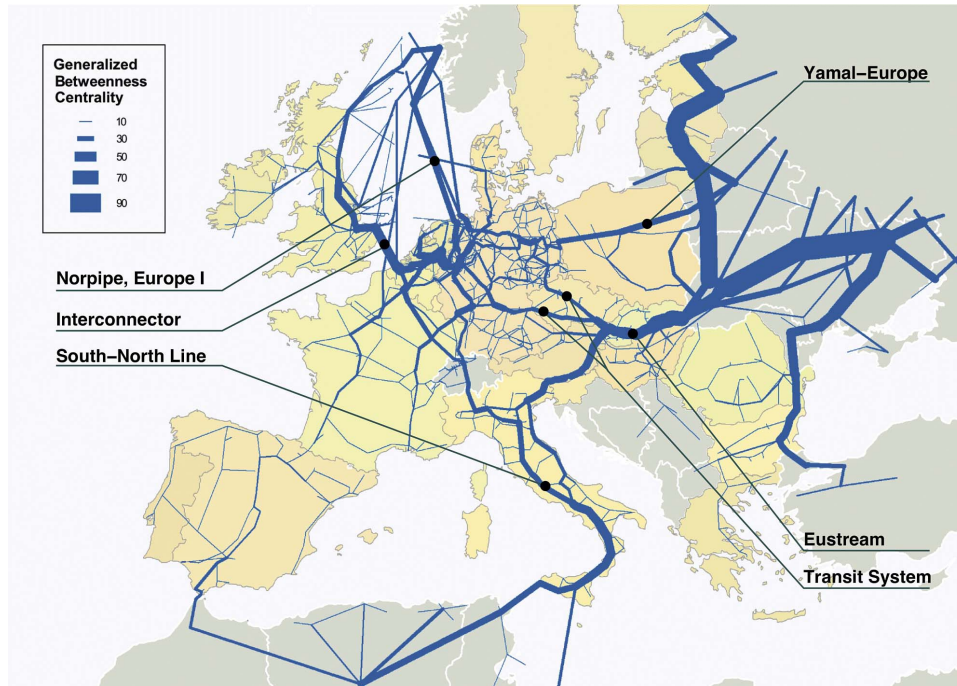 Generalized
Betweenness
Centrality
10
30
50
70
90
Yamal–Europe
Norpipe, Europe I
Interconnector
South–North Line
Eustream
Transit System